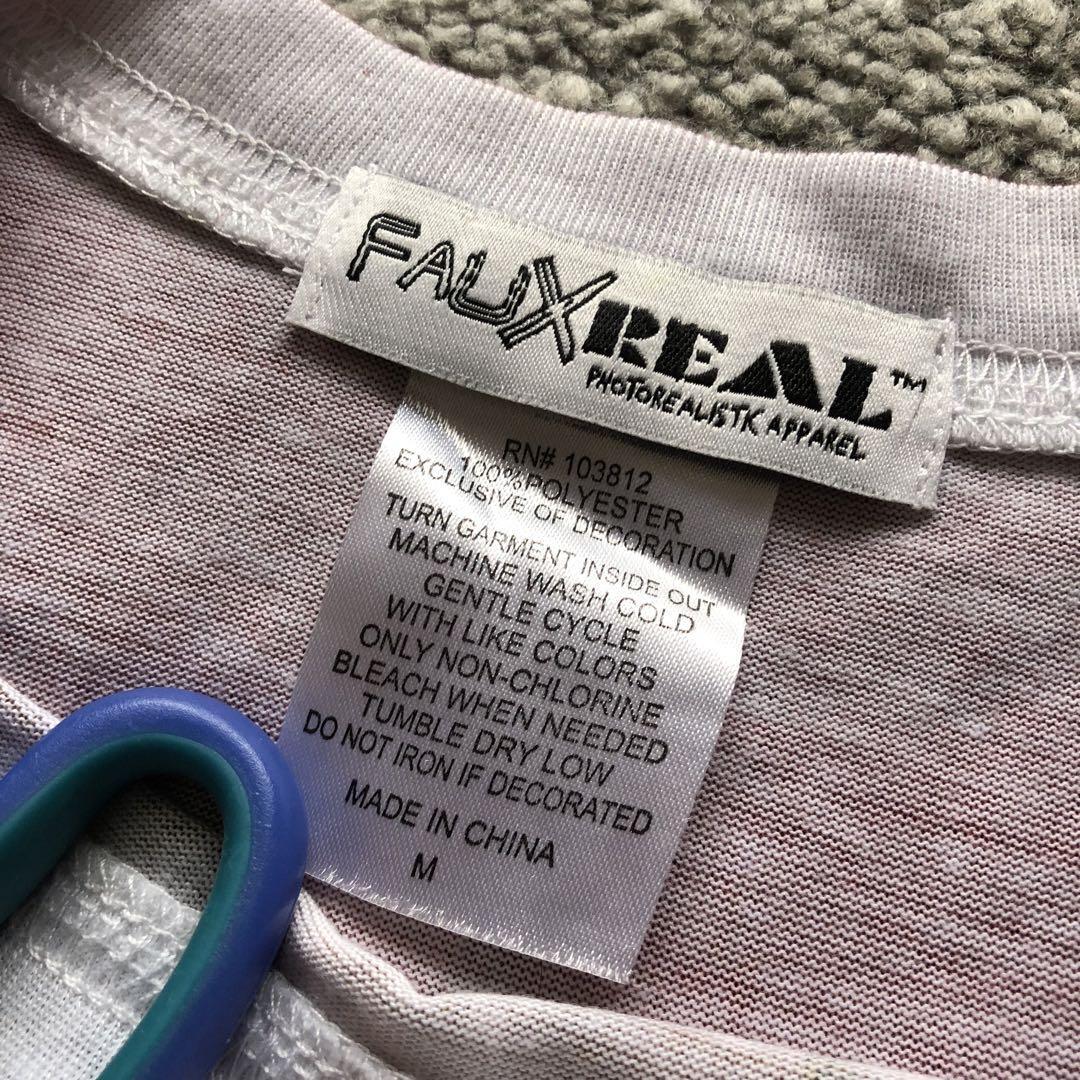 FAUXREAL™
PHOTOREALISTIC APPAREL
RN# 103812
100%POLYESTER
EXCLUSIVE OF DECORATION
TURN GARMENT INSIDE OUT
MACHINE WASH COLD
GENTLE CYCLE
WITH LIKE COLORS
ONLY NON-CHLORINE
BLEACH WHEN NEEDED
TUMBLE DRY LOW
DO NOT IRON IF DECORATED
MADE IN CHINA
M